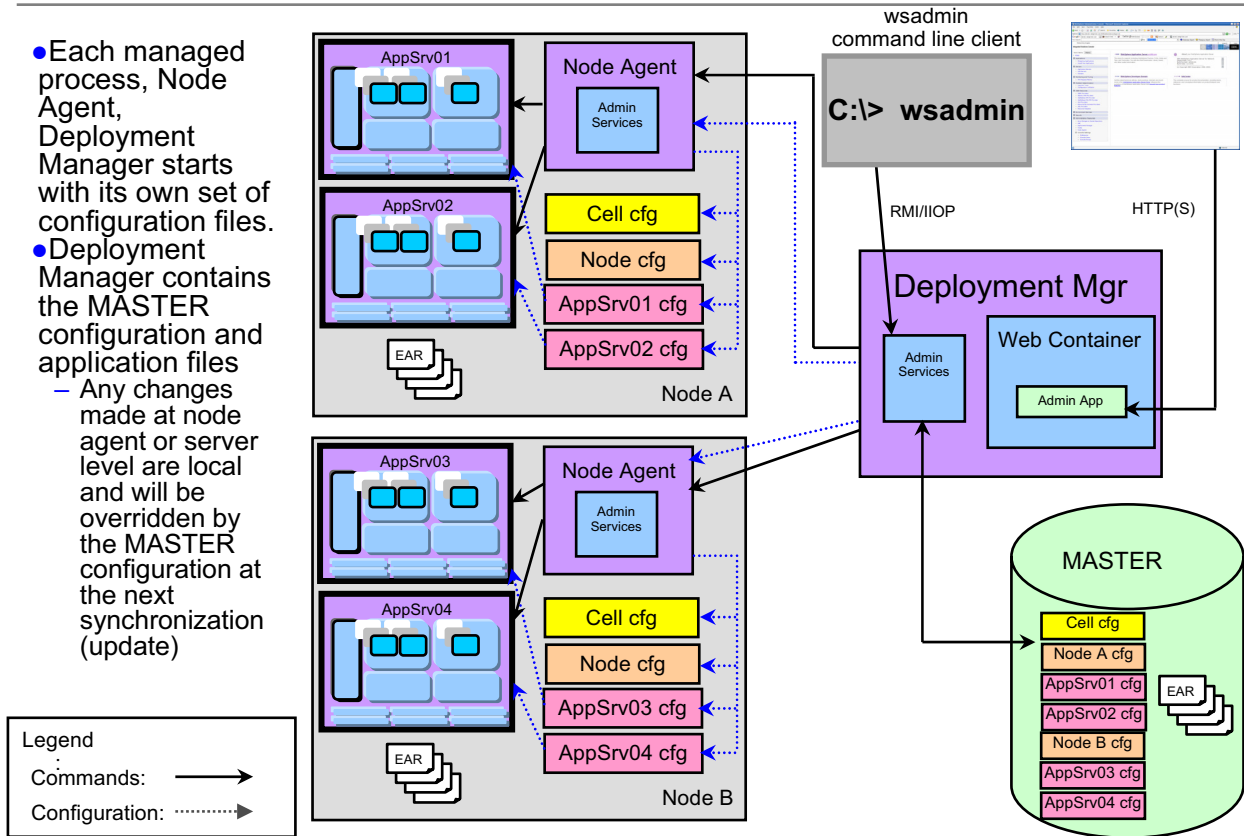 ●Each managed
process, Node
Agent,
Deployment
Manager starts
with its own set of
configuration files.
●Deployment
Manager contains
the MASTER
configuration and
application files
– Any changes
made at node
agent or server
level are local
and will be
overridden by
the MASTER
configuration at
the next
synchronization
(update)
Legend
:
Commands:
Configuration:
AppSrv01
AppSrv02
Node Agent
Admin
Services
Cell cfg
Node cfg
AppSrv01 cfg
AppSrv02 cfg
EAR
Node A
AppSrv03
AppSrv04
Node Agent
Admin
Services
Cell cfg
Node cfg
AppSrv03 cfg
AppSrv04 cfg
EAR
Node B
wsadmin
command line client
C:\> wsadmin
RMI/IIOP
HTTP(S)
Deployment Mgr
Admin
Services
Web Container
Admin App
MASTER
Cell cfg
Node A cfg
AppSrv01 cfg
AppSrv02 cfg
Node B cfg
AppSrv03 cfg
AppSrv04 cfg
EAR